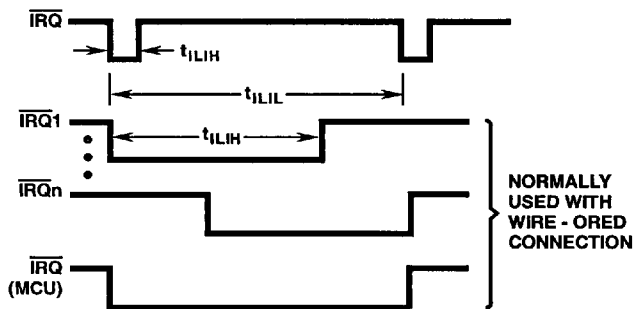 IRQ
tILIH
tILIL
IRQ1
tILIH
IRQn
NORMALLY
USED WITH
WIRE - ORED
CONNECTION
IRQ
(MCU)